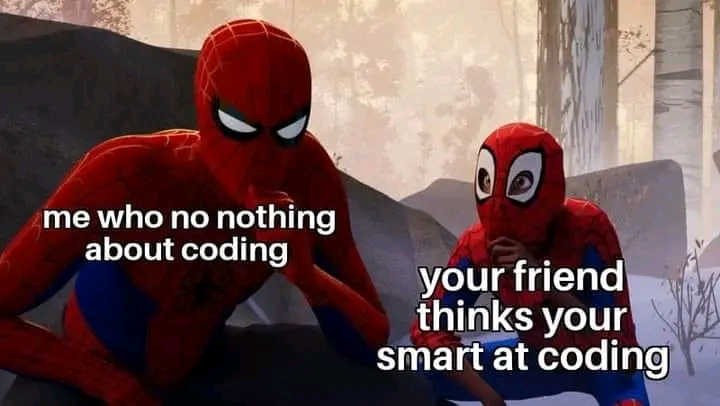 me who no nothing
about coding
your friend
thinks your
smart at coding